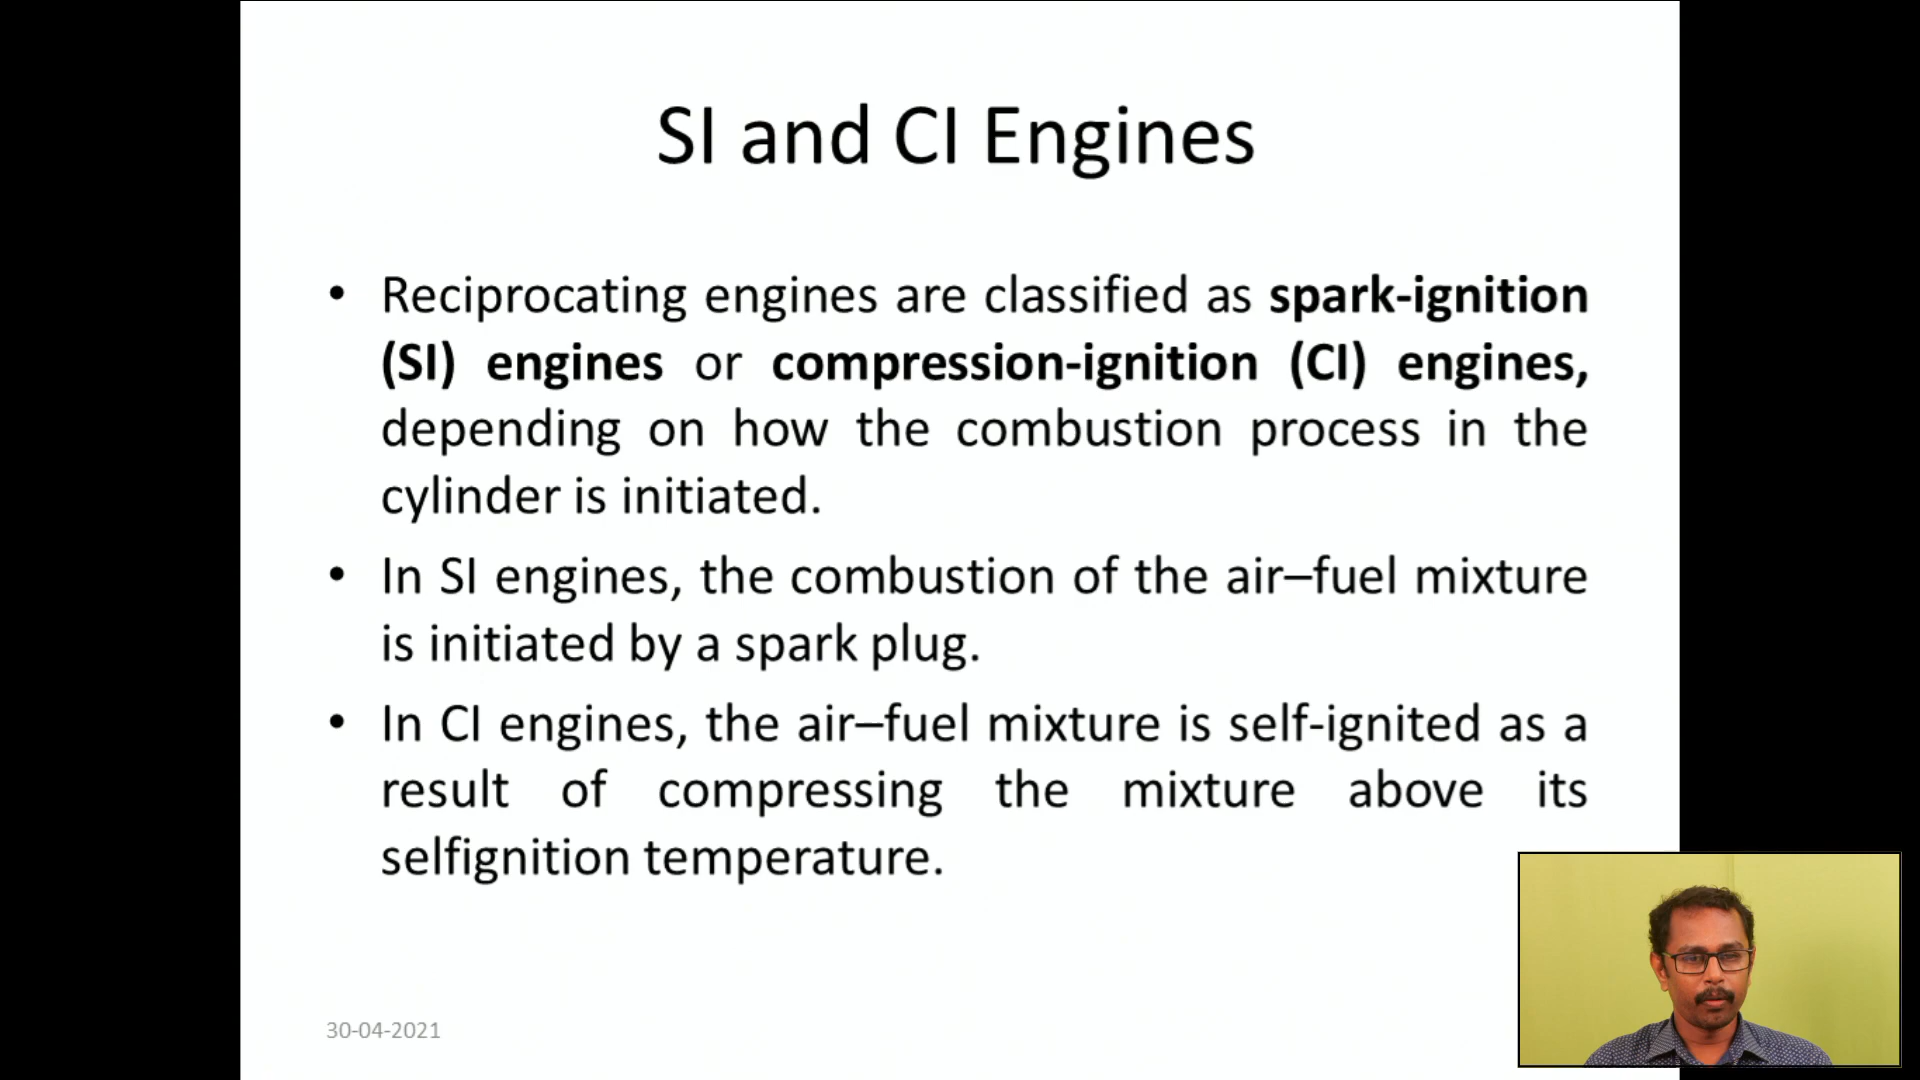 SI and CI Engines
• Reciprocating engines are classified as spark-ignition
(SI) engines or compression-ignition (CI) engines,
depending on how the combustion process in the
cylinder is initiated.
• In SI engines, the combustion of the air–fuel mixture
is initiated by a spark plug.
• In CI engines, the air–fuel mixture is self-ignited as a
result of compressing the mixture above its
selfignition temperature.
30-04-2021